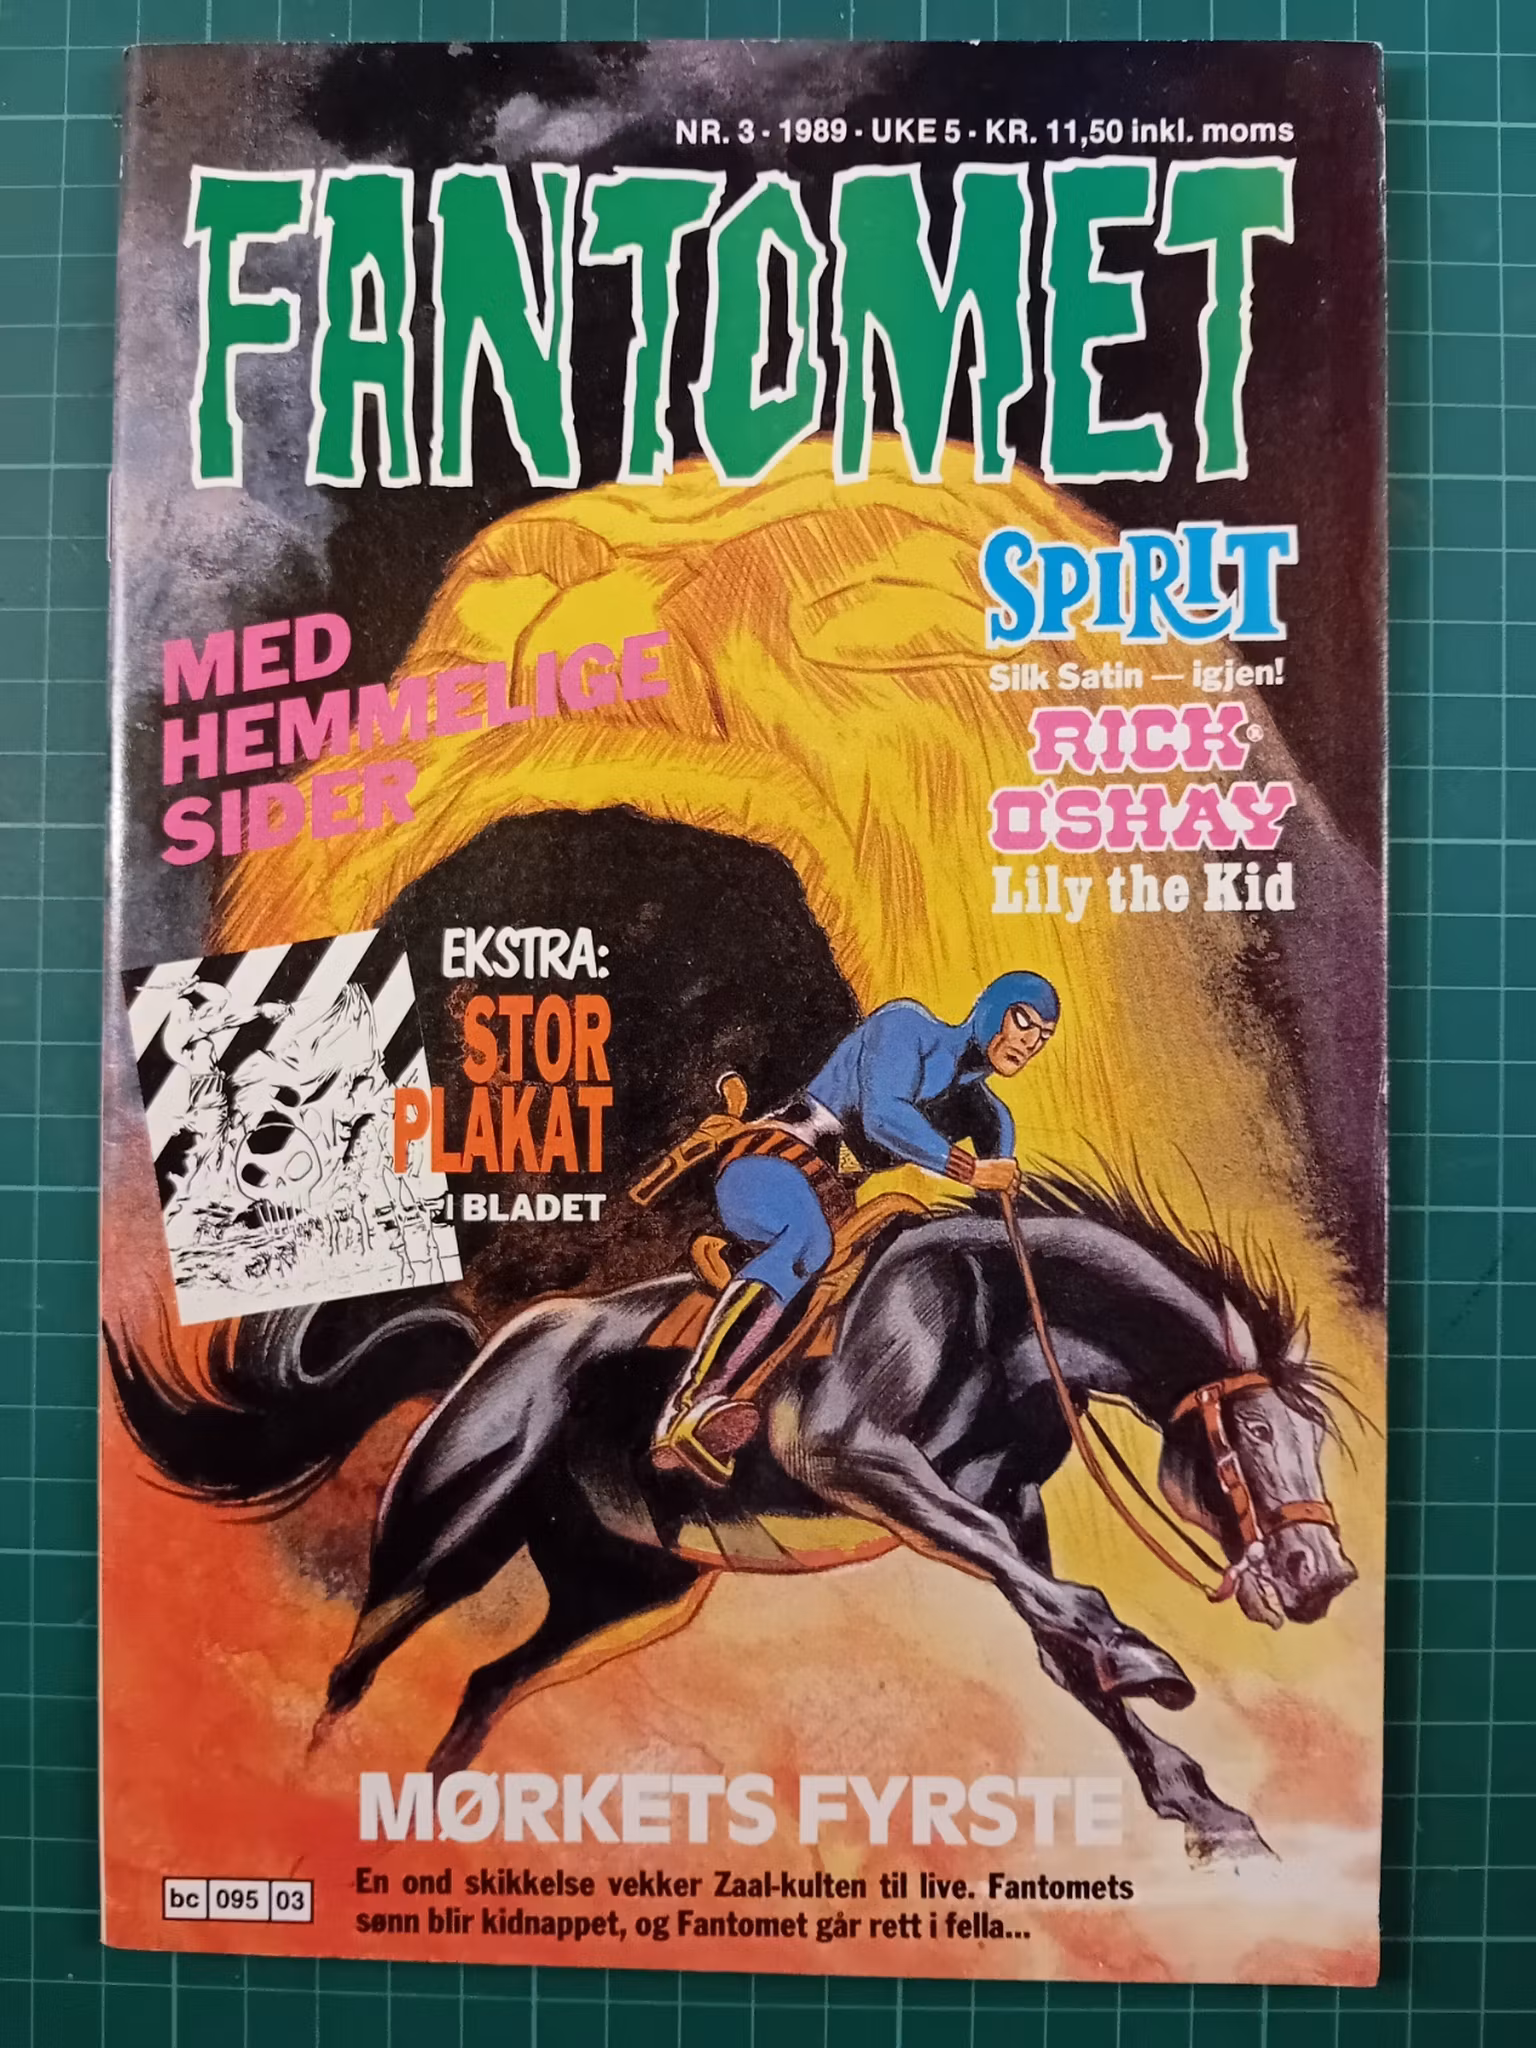 NR. 3 - 1989 - UKE 5 - KR. 11,50 inkl. moms
FANTOMET
SPIRIT
Silk Satin — igjen!
RICK®
O'SHAY
Lily the Kid
MED
HEMMELIGE
SIDER
EKSTRA:
STOR
PLAKAT
I BLADET
MØRKETS FYRSTE
En ond skikkelse vekker Zaal-kulten til live. Fantomets
sønn blir kidnappet, og Fantomet går rett i fella...
bc 095 03